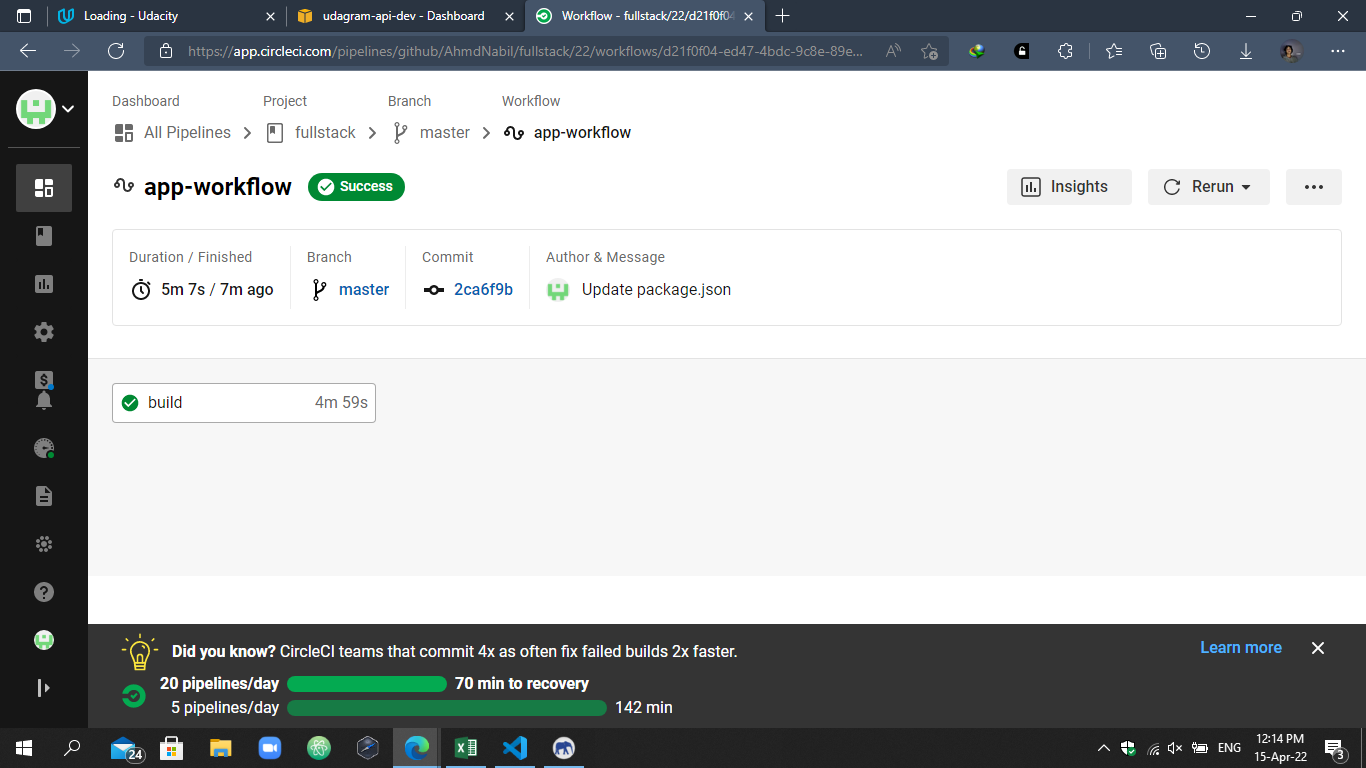 Loading - Udacity
udagram-api-dev - Dashboard
Workflow - fullstack/22/d21f0f04
https://app.circleci.com/pipelines/github/AhmdNabil/fullstack/22/workflows/d21f0f04-ed47-4bdc-9c8e-89e...
Dashboard Project Branch Workflow
All Pipelines fullstack master app-workflow
app-workflow Success Insights Rerun
Duration / Finished Branch Commit Author & Message
5m 7s / 7m ago master 2ca6f9b Update package.json
build 4m 59s
Did you know? CircleCI teams that commit 4x as often fix failed builds 2x faster. Learn more
20 pipelines/day 70 min to recovery
5 pipelines/day 142 min
24 ENG 12:14 PM
15-Apr-22 3